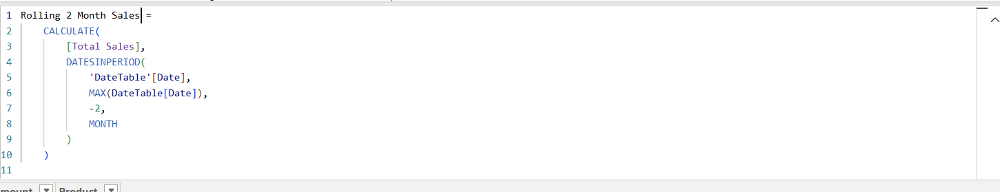 1 Rolling 2 Month Sales =
2 CALCULATE(
3 [Total Sales],
4 DATESINPERIOD(
5 'DateTable'[Date],
6 MAX(DateTable[Date]),
7 -2,
8 MONTH
9 )
10 )
11
mount Product